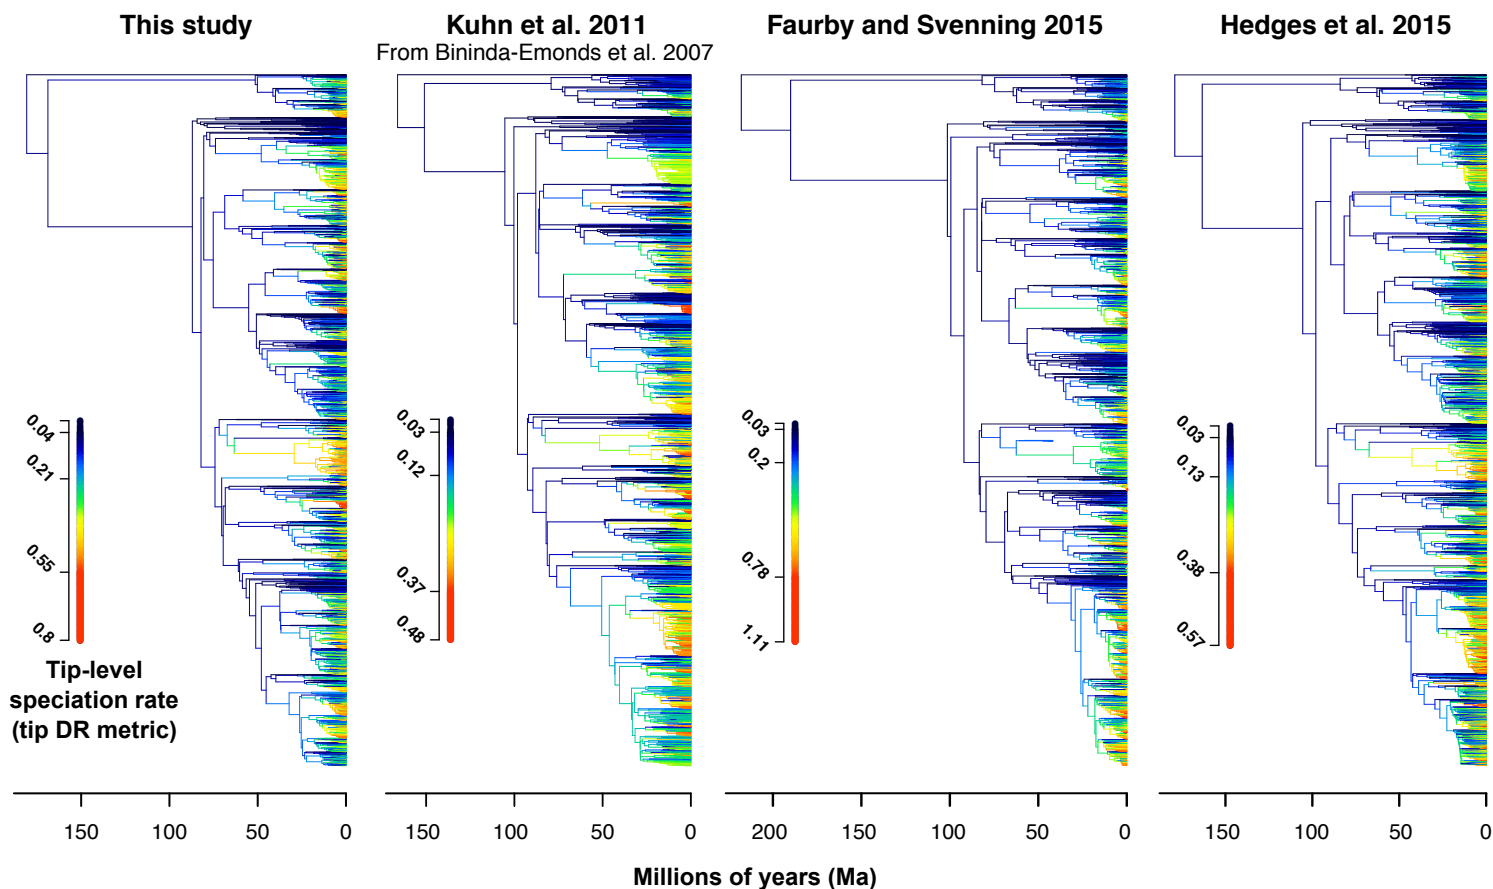 This study
Kuhn et al. 2011
From Bininda-Emonds et al. 2007
Faurby and Svenning 2015
Hedges et al. 2015
0.04
0.21
0.55
0.8
Tip-level
speciation rate
(tip DR metric)
0.03
0.12
0.37
0.48
0.03
0.2
0.78
1.11
0.03
0.13
0.38
0.57
150 100 50 0
150 100 50 0
200 150 100 50 0
150 100 50 0
Millions of years (Ma)